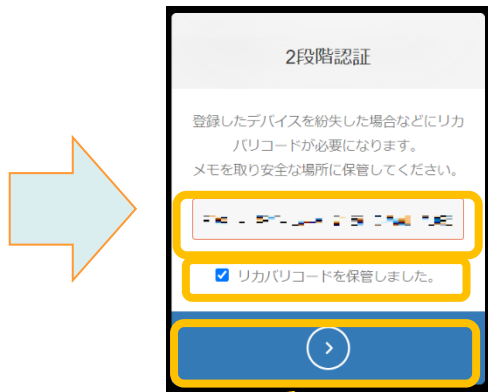 2段階認証
登録したデバイスを紛失した場合などにリカ
バリコードが必要になります。
メモを取り安全な場所に保管してください。
リカバリコードを保管しました。